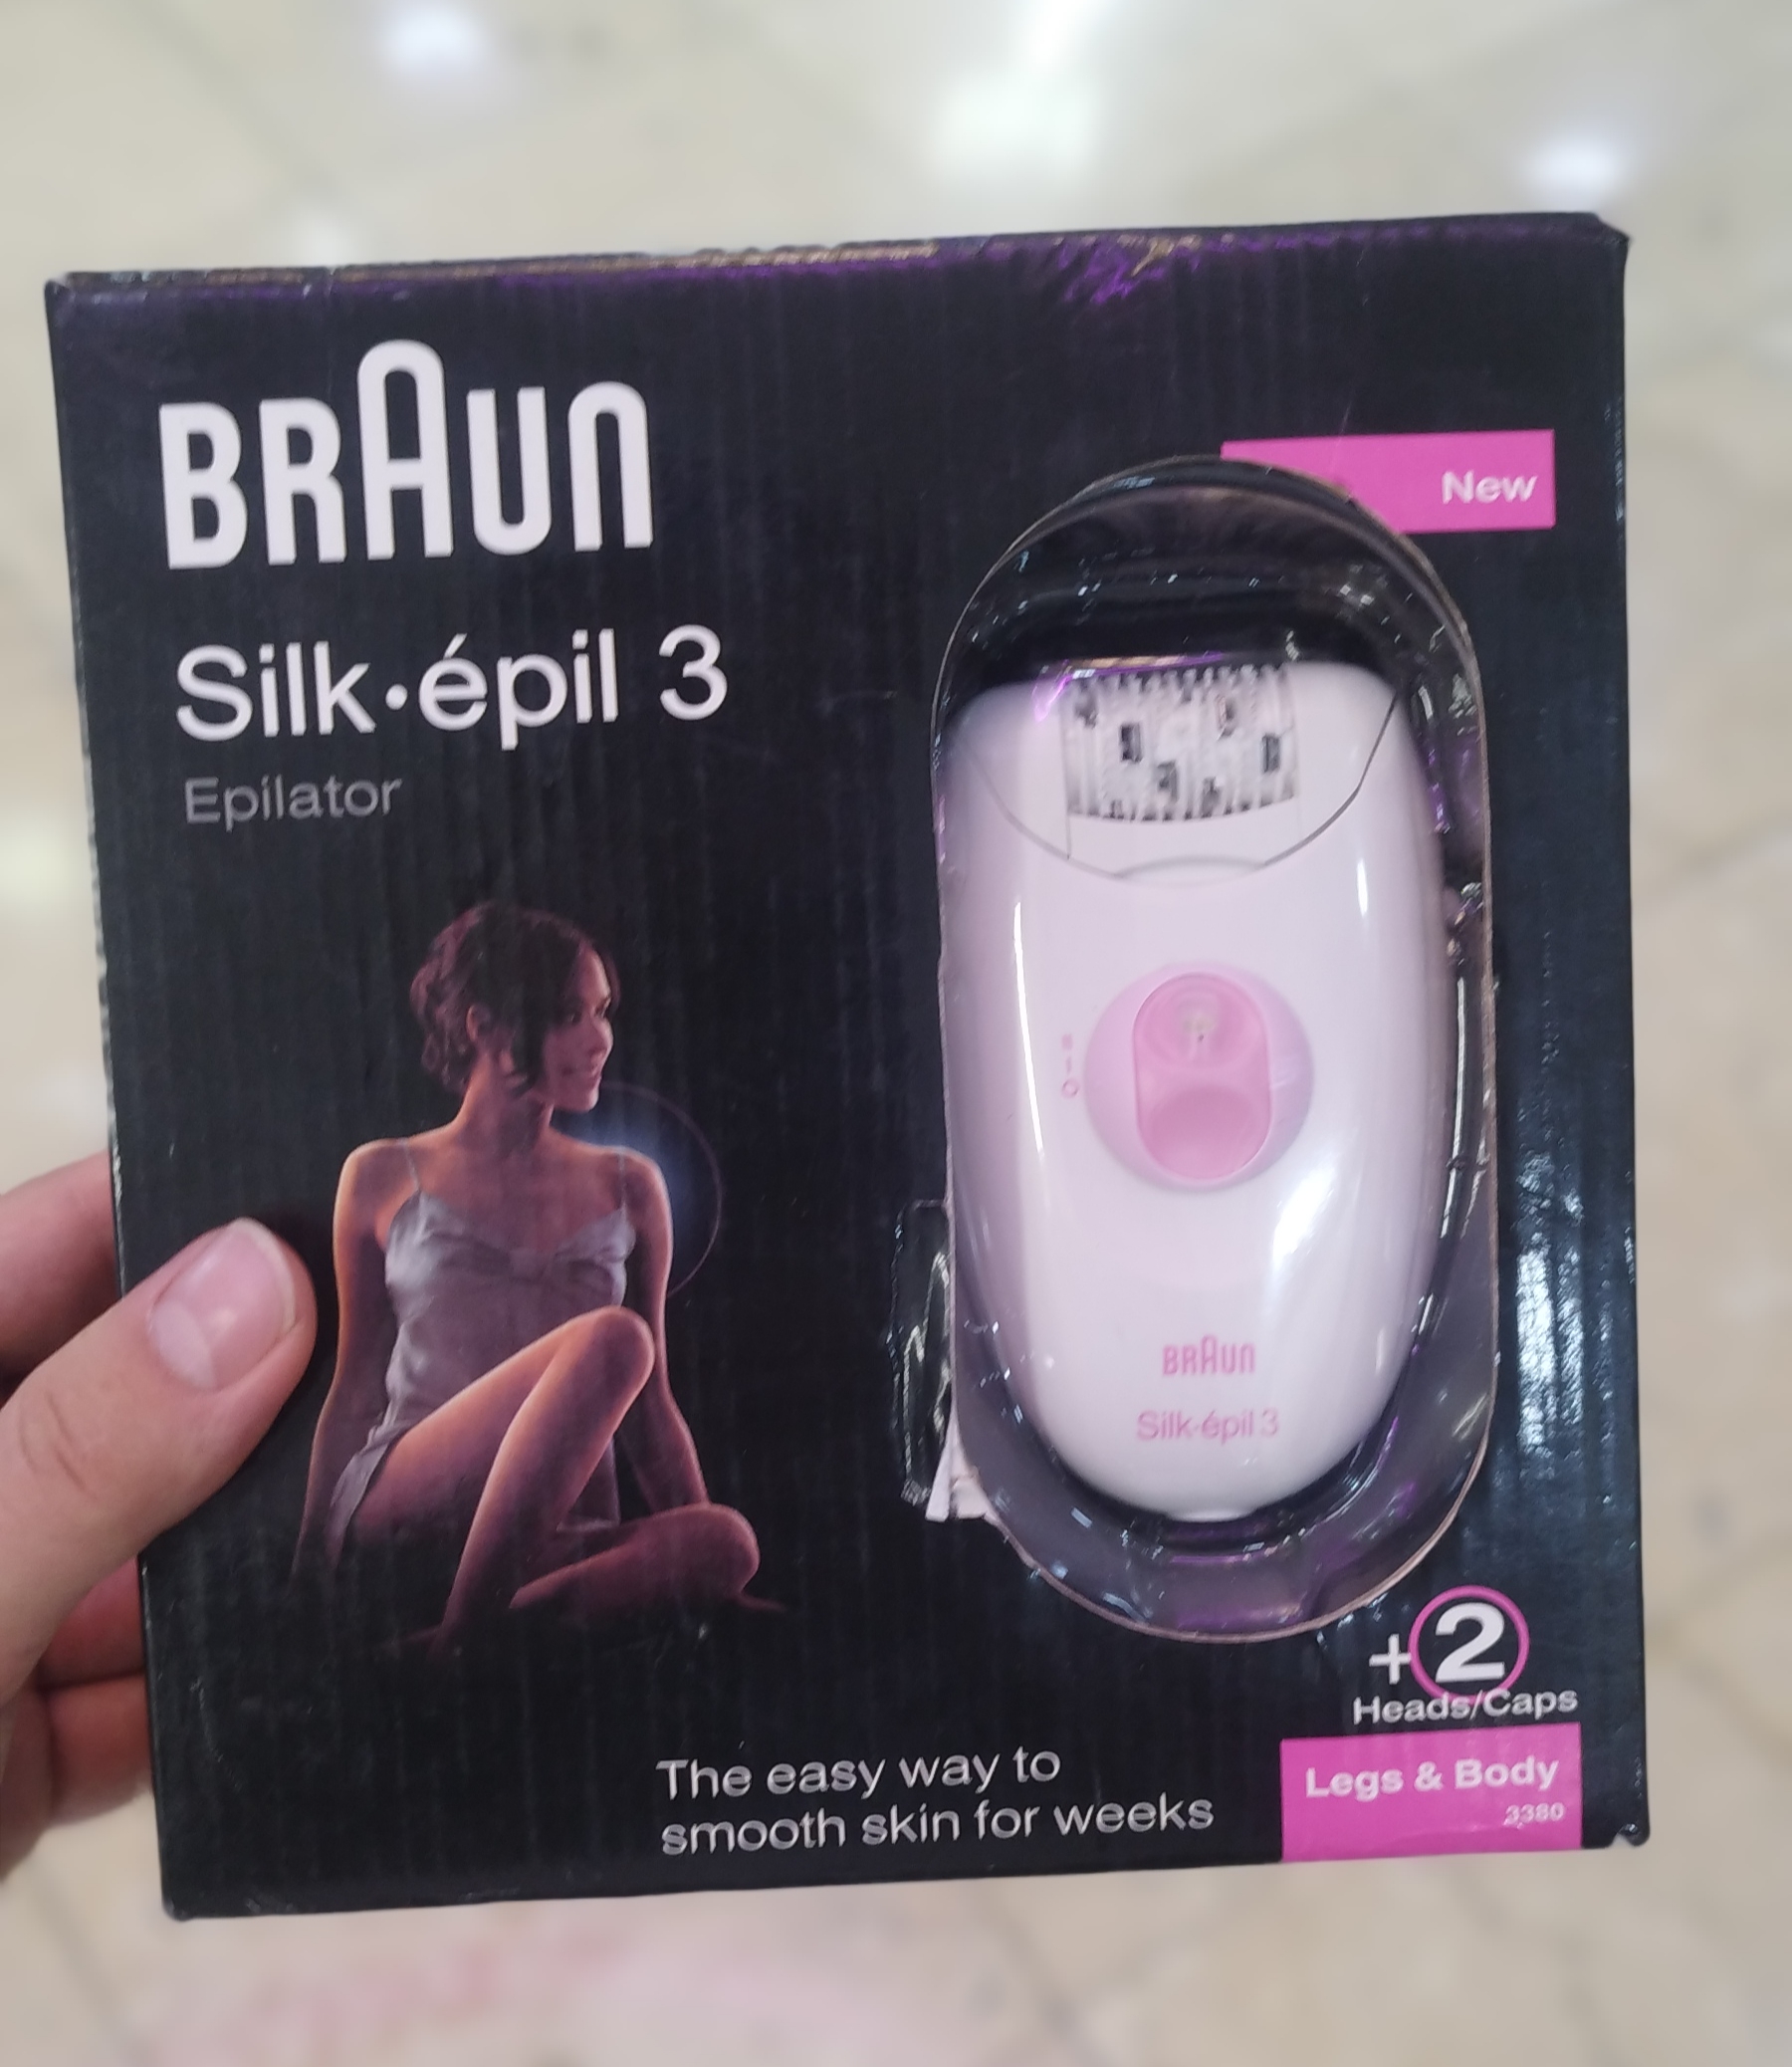 BRAUN
Silk·épil 3
Epilator
New
II
I
O
BRAUN
Silk·épil 3
+2
Heads/Caps
The easy way to
smooth skin for weeks
Legs & Body
3380